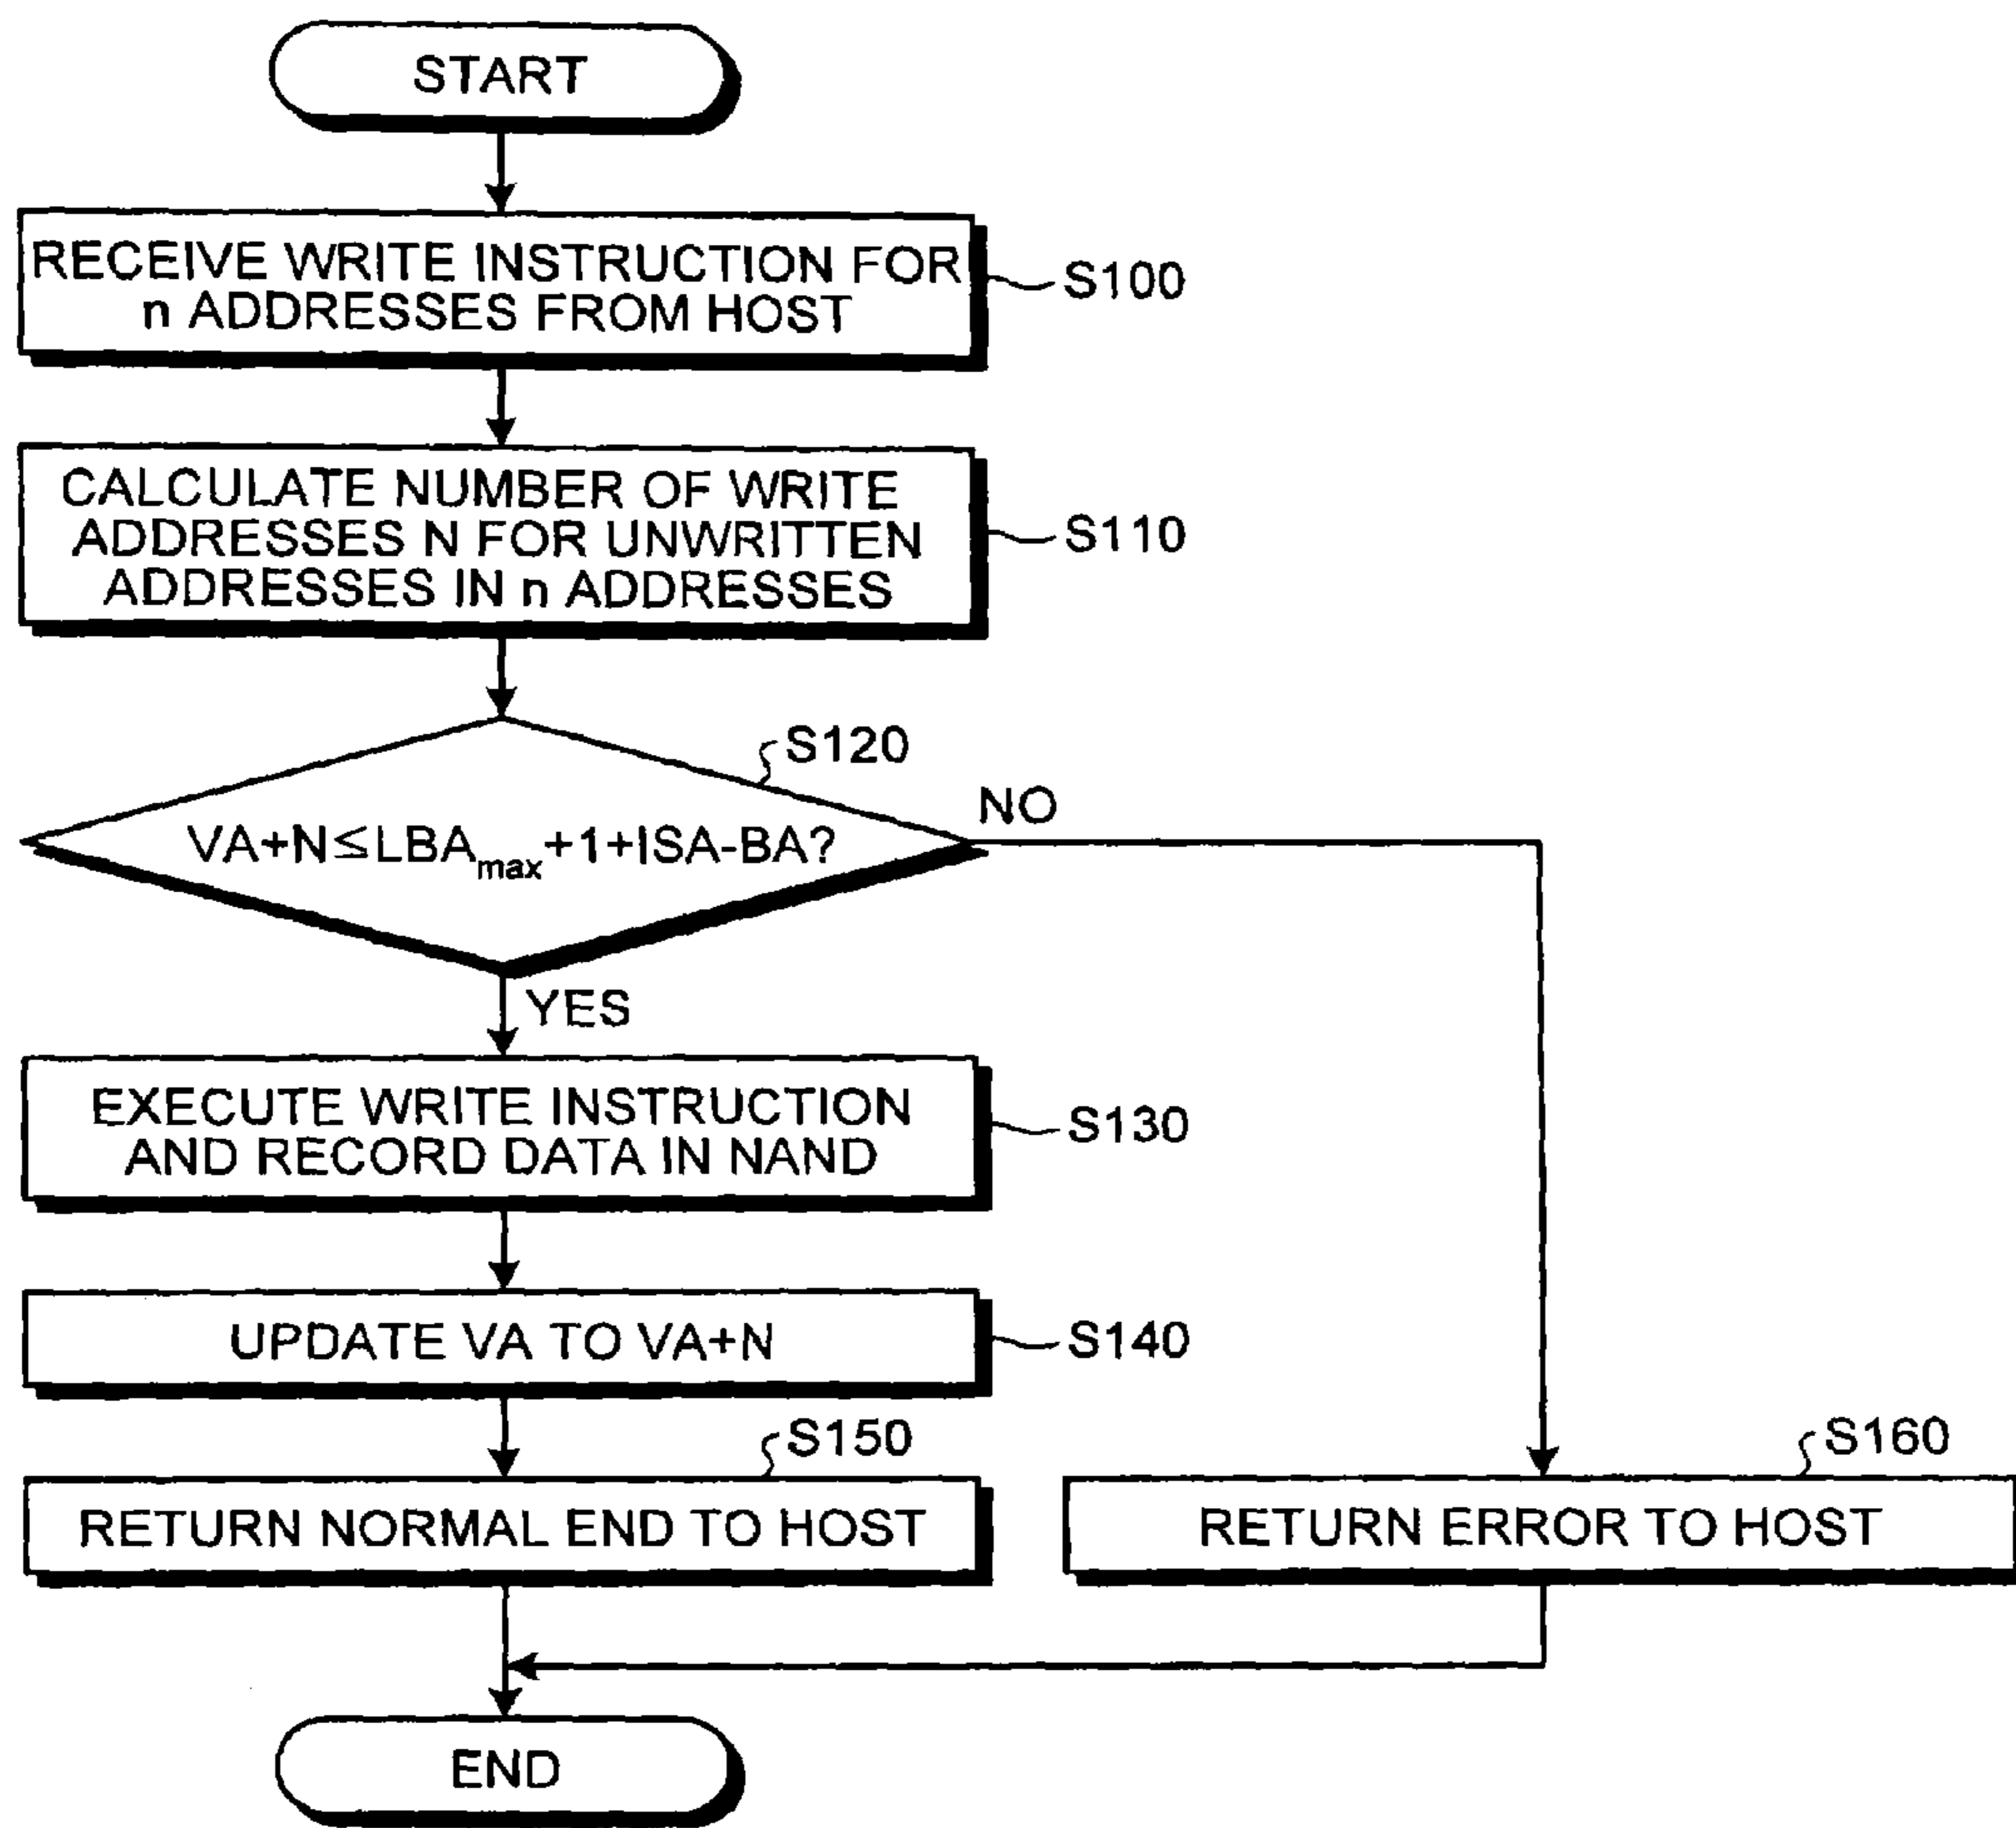 START
RECEIVE WRITE INSTRUCTION FOR
n ADDRESSES FROM HOST
S100
CALCULATE NUMBER OF WRITE
ADDRESSES N FOR UNWRITTEN
ADDRESSES IN n ADDRESSES
S110
S120
VA+N≤LBAmax+1+ISA-BA?
NO
YES
EXECUTE WRITE INSTRUCTION
AND RECORD DATA IN NAND
S130
UPDATE VA TO VA+N
S140
S150
RETURN NORMAL END TO HOST
S160
RETURN ERROR TO HOST
END